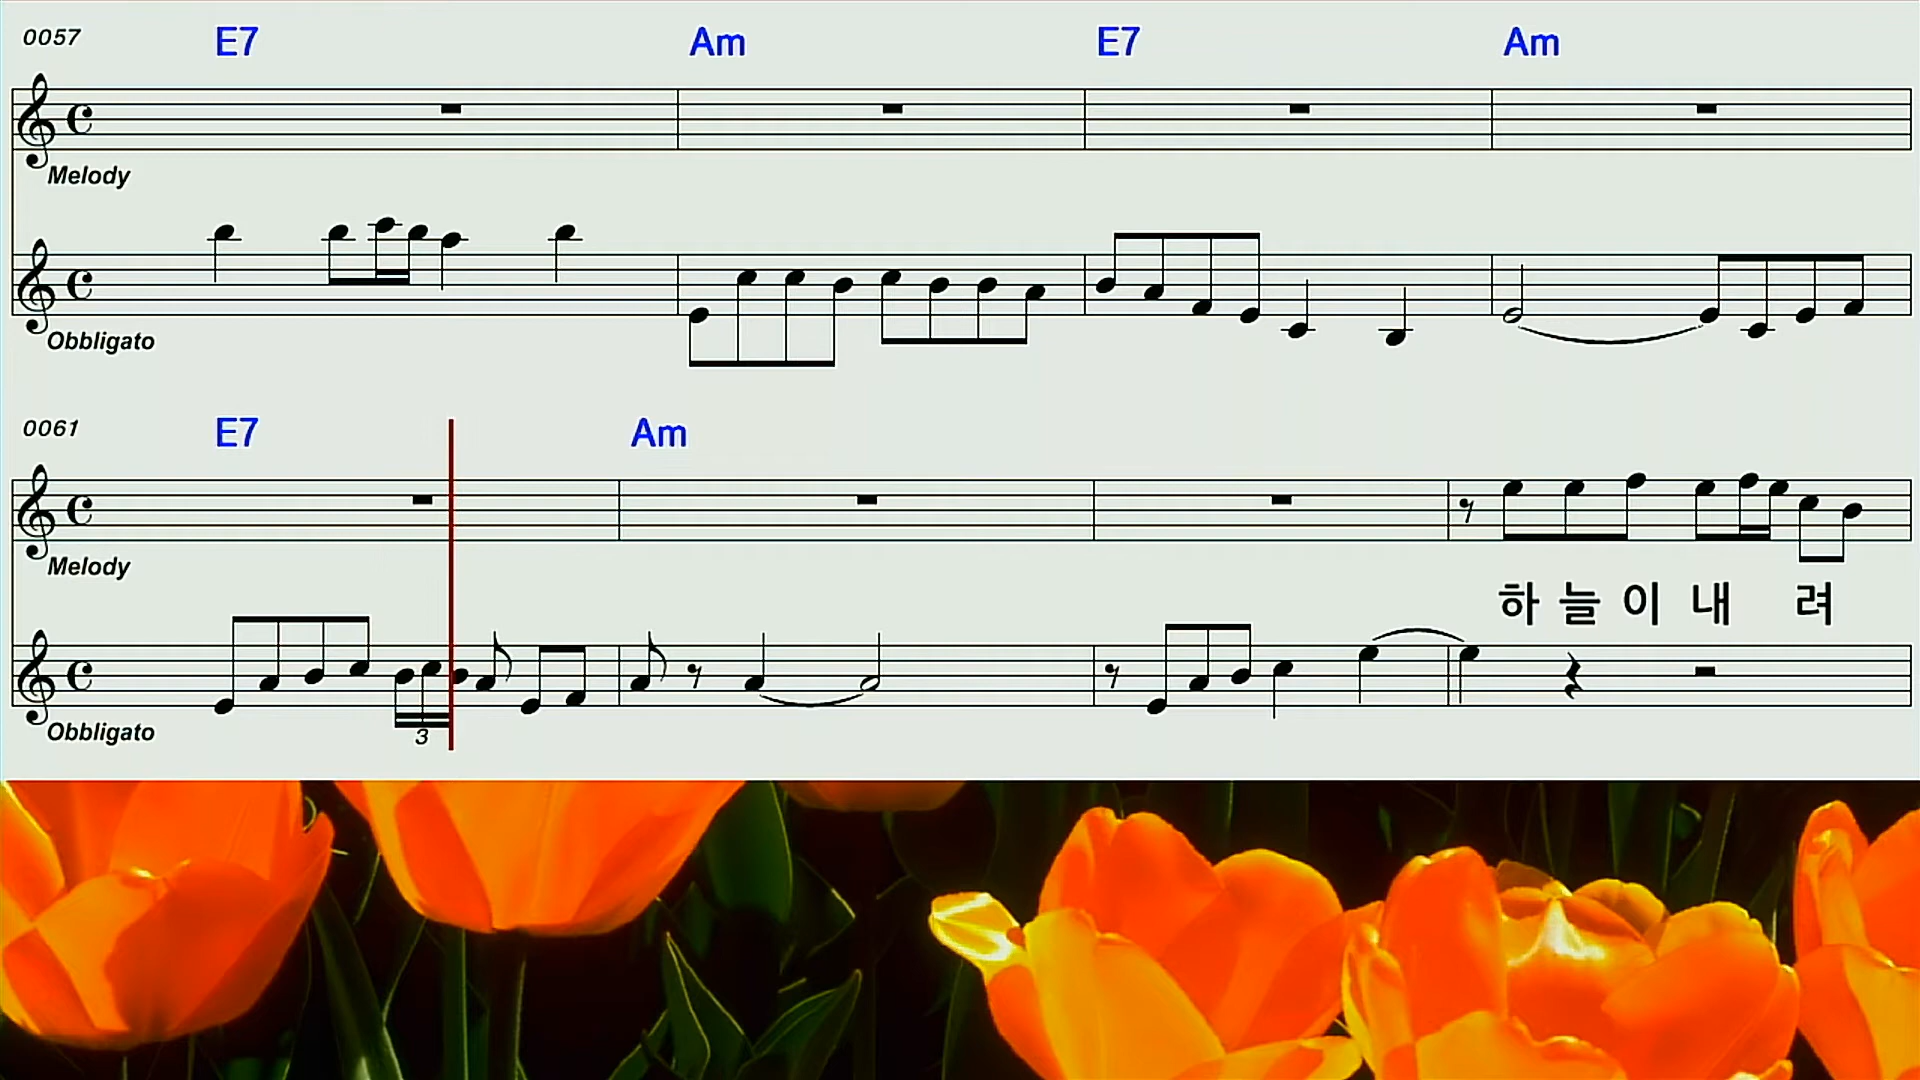 0057 E7 Am E7 Am
Melody
Obbligato
0061 E7 Am
Melody
하늘이내 려
Obbligato
3